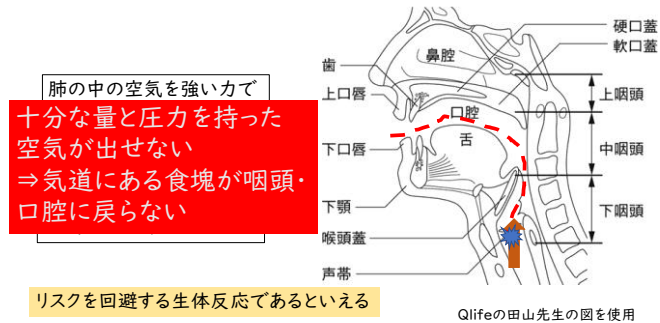 肺の中の空気を強い力で
十分な量と圧力を持った
空気が出せない
⇒気道にある食塊が咽頭・
口腔に戻らない
リスクを回避する生体反応であるといえる
鼻腔
硬口蓋
軟口蓋
歯
上口唇
口腔
上咽頭
下口唇
舌
中咽頭
下顎
下咽頭
喉頭蓋
声帯
Qlifeの田山先生の図を使用